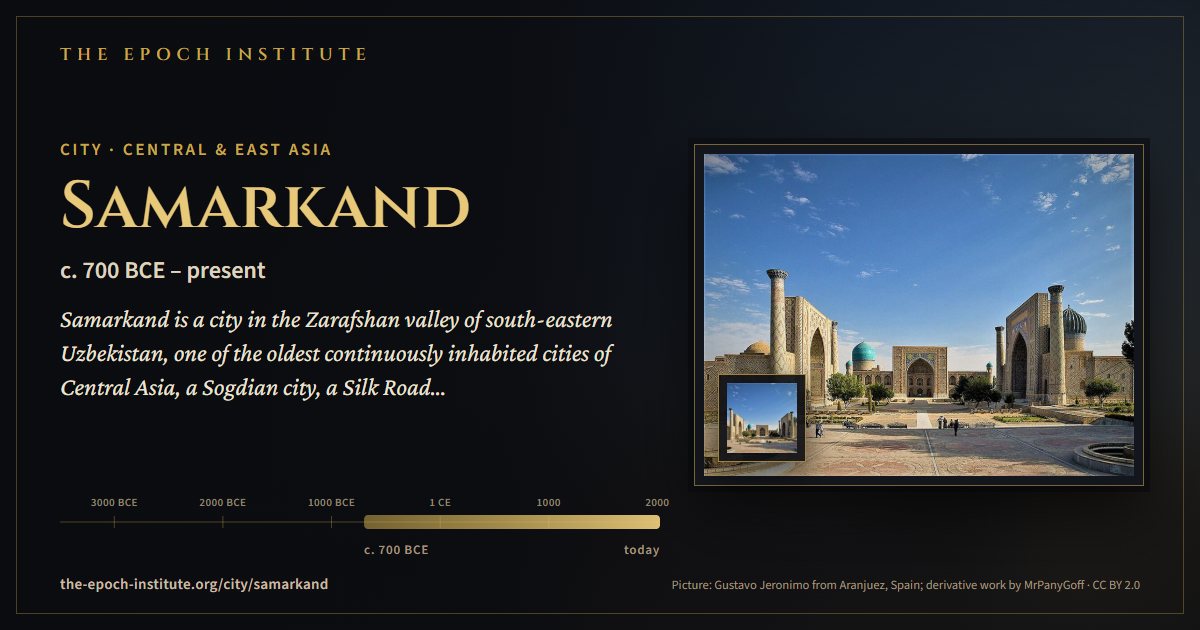 THE EPOCH INSTITUTE
CITY · CENTRAL & EAST ASIA
SAMARKAND
c. 700 BCE – present
Samarkand is a city in the Zarafshan valley of south-eastern
Uzbekistan, one of the oldest continuously inhabited cities of
Central Asia, a Sogdian city, a Silk Road...
3000 BCE 2000 BCE 1000 BCE 1 CE 1000 2000
c. 700 BCE today
the-epoch-institute.org/city/samarkand
Picture: Gustavo Jeronimo from Aranjuez, Spain; derivative work by MrPanyGoff · CC BY 2.0